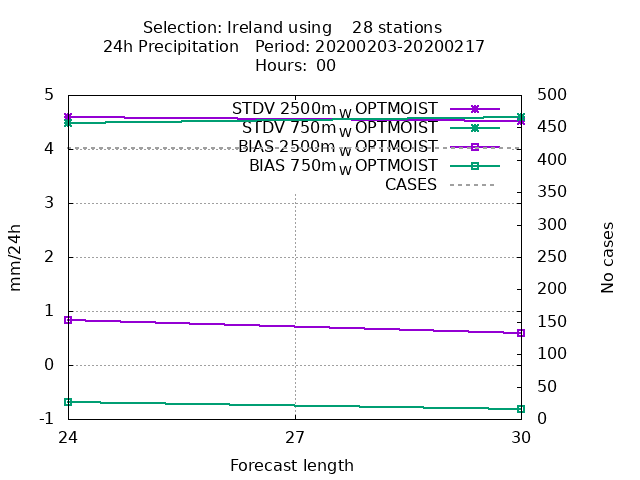 Selection: Ireland using 28 stations
24h Precipitation Period: 20200203-20200217
Hours: 00
5 500
STDV 2500m_W OPTMOIST
450
STDV 750m_W OPTMOIST
4 BIAS 2500m_W OPTMOIST 400
BIAS 750m_W OPTMOIST
CASES
350
3 300
2 250
200
1 150
100
0 50
-1 0
24 27 30
mm/24h
No cases
Forecast length